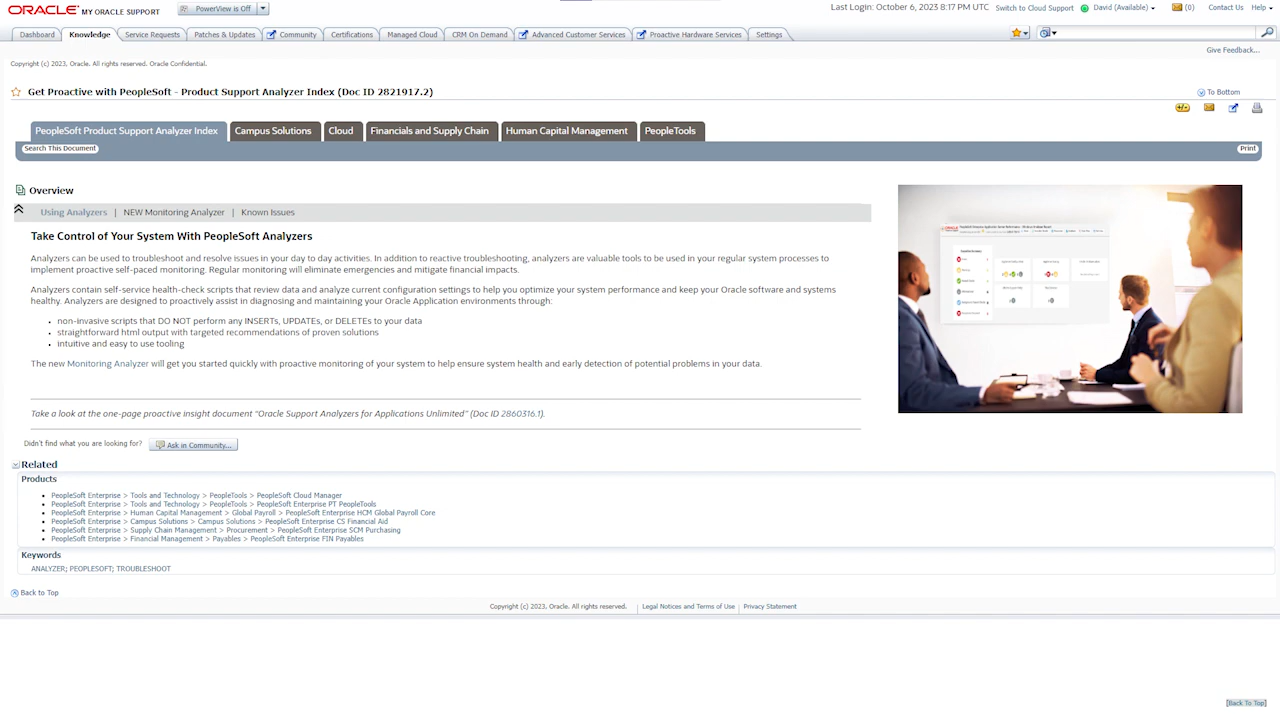 ORACLE MY ORACLE SUPPORT
PowerView is Off
Last Login: October 6, 2023 8:17 PM UTC
Switch to Cloud Support
David (Available)
(0)
Contact Us
Help
Dashboard
Knowledge
Service Requests
Patches & Updates
Community
Certifications
Managed Cloud
CRM On Demand
Advanced Customer Services
Proactive Hardware Services
Settings
Give Feedback...
Copyright (c) 2023, Oracle. All rights reserved. Oracle Confidential.
Get Proactive with PeopleSoft - Product Support Analyzer Index (Doc ID 2821917.2)
To Bottom
PeopleSoft Product Support Analyzer Index
Campus Solutions
Cloud
Financials and Supply Chain
Human Capital Management
PeopleTools
Search This Document
Print
Overview
Using Analyzers | NEW Monitoring Analyzer | Known Issues
Take Control of Your System With PeopleSoft Analyzers
Analyzers can be used to troubleshoot and resolve issues in your day to day activities. In addition to reactive troubleshooting, analyzers are valuable tools to be used in your regular system processes to
implement proactive self-paced monitoring. Regular monitoring will eliminate emergencies and mitigate financial impacts.
Analyzers contain self-service health-check scripts that review data and analyze current configuration settings to help you optimize your system performance and keep your Oracle software and systems
healthy. Analyzers are designed to proactively assist in diagnosing and maintaining your Oracle Application environments through:
• non-invasive scripts that DO NOT perform any INSERTs, UPDATEs, or DELETEs to your data
• straightforward html output with targeted recommendations of proven solutions
• intuitive and easy to use tooling
The new Monitoring Analyzer will get you started quickly with proactive monitoring of your system to help ensure system health and early detection of potential problems in your data.
Take a look at the one-page proactive insight document "Oracle Support Analyzers for Applications Unlimited" (Doc ID 2860316.1).
Didn't find what you are looking for?
Ask in Community...
Related
Products
• PeopleSoft Enterprise > Tools and Technology > PeopleTools > PeopleSoft Cloud Manager
• PeopleSoft Enterprise > Tools and Technology > PeopleTools > PeopleSoft Enterprise PT PeopleTools
• PeopleSoft Enterprise > Human Capital Management > Global Payroll > PeopleSoft Enterprise HCM Global Payroll Core
• PeopleSoft Enterprise > Campus Solutions > Campus Solutions > PeopleSoft Enterprise CS Financial Aid
• PeopleSoft Enterprise > Supply Chain Management > Procurement > PeopleSoft Enterprise SCM Purchasing
• PeopleSoft Enterprise > Financial Management > Payables > PeopleSoft Enterprise FIN Payables
Keywords
ANALYZER; PEOPLESOFT; TROUBLESHOOT
Back to Top
Copyright (c) 2023, Oracle. All rights reserved.
Legal Notices and Terms of Use
Privacy Statement
[Back To Top]